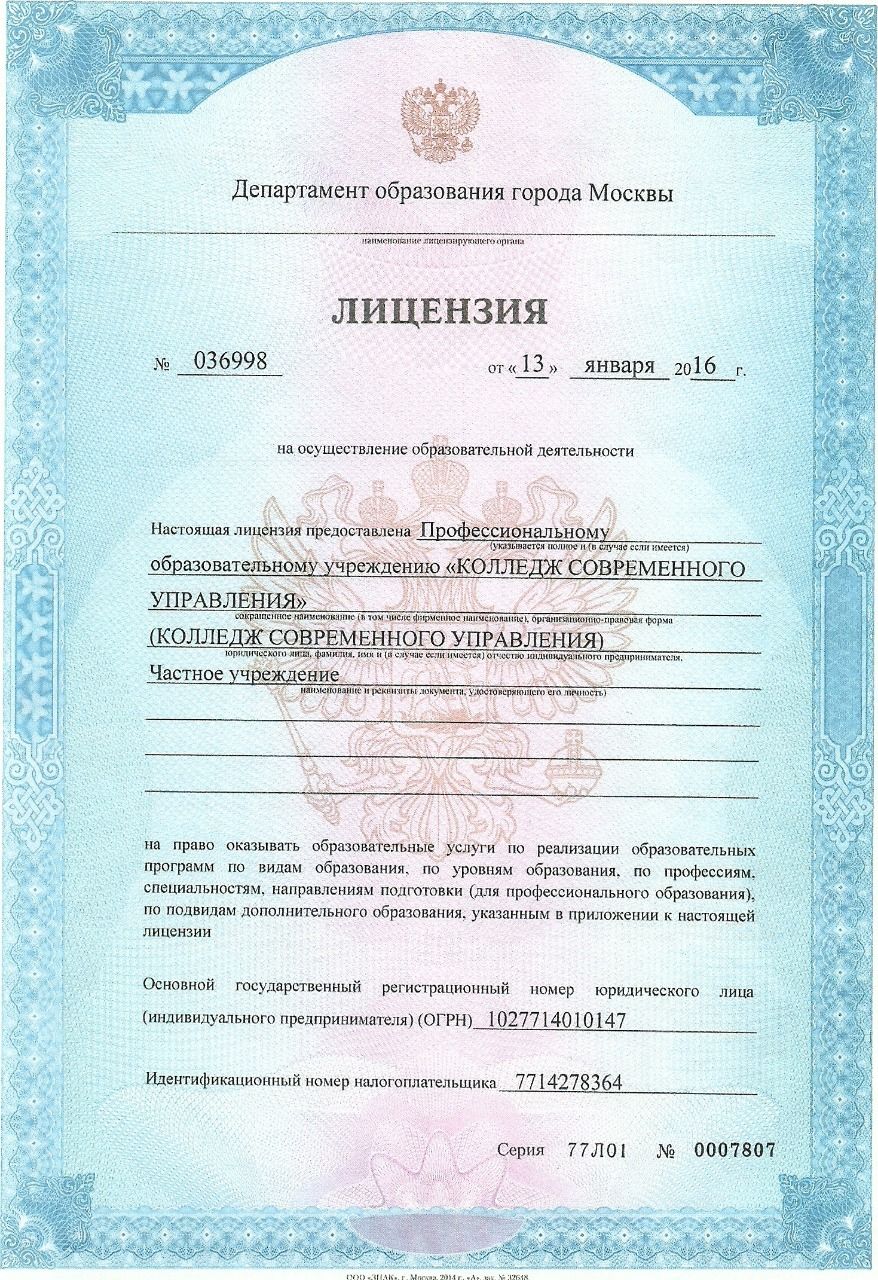 Департамент образования города Москвы
наименование лицензирующего органа
ЛИЦЕНЗИЯ
№ 036998 от «13» января 2016 г.
на осуществление образовательной деятельности
Настоящая лицензия предоставлена Профессиональному
(указывается полное и (в случае если имеется)
образовательному учреждению «КОЛЛЕДЖ СОВРЕМЕННОГО
УПРАВЛЕНИЯ»
сокращенное наименование (в том числе фирменное наименование), организационно-правовая форма
(КОЛЛЕДЖ СОВРЕМЕННОГО УПРАВЛЕНИЯ)
юридического лица, фамилия, имя и (в случае если имеется) отчество индивидуального предпринимателя,
Частное учреждение
наименование и реквизиты документа, удостоверяющего его личность)
на право оказывать образовательные услуги по реализации образовательных
программ по видам образования, по уровням образования, по профессиям,
специальностям, направлениям подготовки (для профессионального образования),
по подвидам дополнительного образования, указанным в приложении к настоящей
лицензии
Основной государственный регистрационный номер юридического лица
(индивидуального предпринимателя) (ОГРН) 1027714010147
Идентификационный номер налогоплательщика 7714278364
Серия 77Л01 № 0007807
ООО «ЗНАК», г. Москва, 2014 г., «А», зак. № 32648